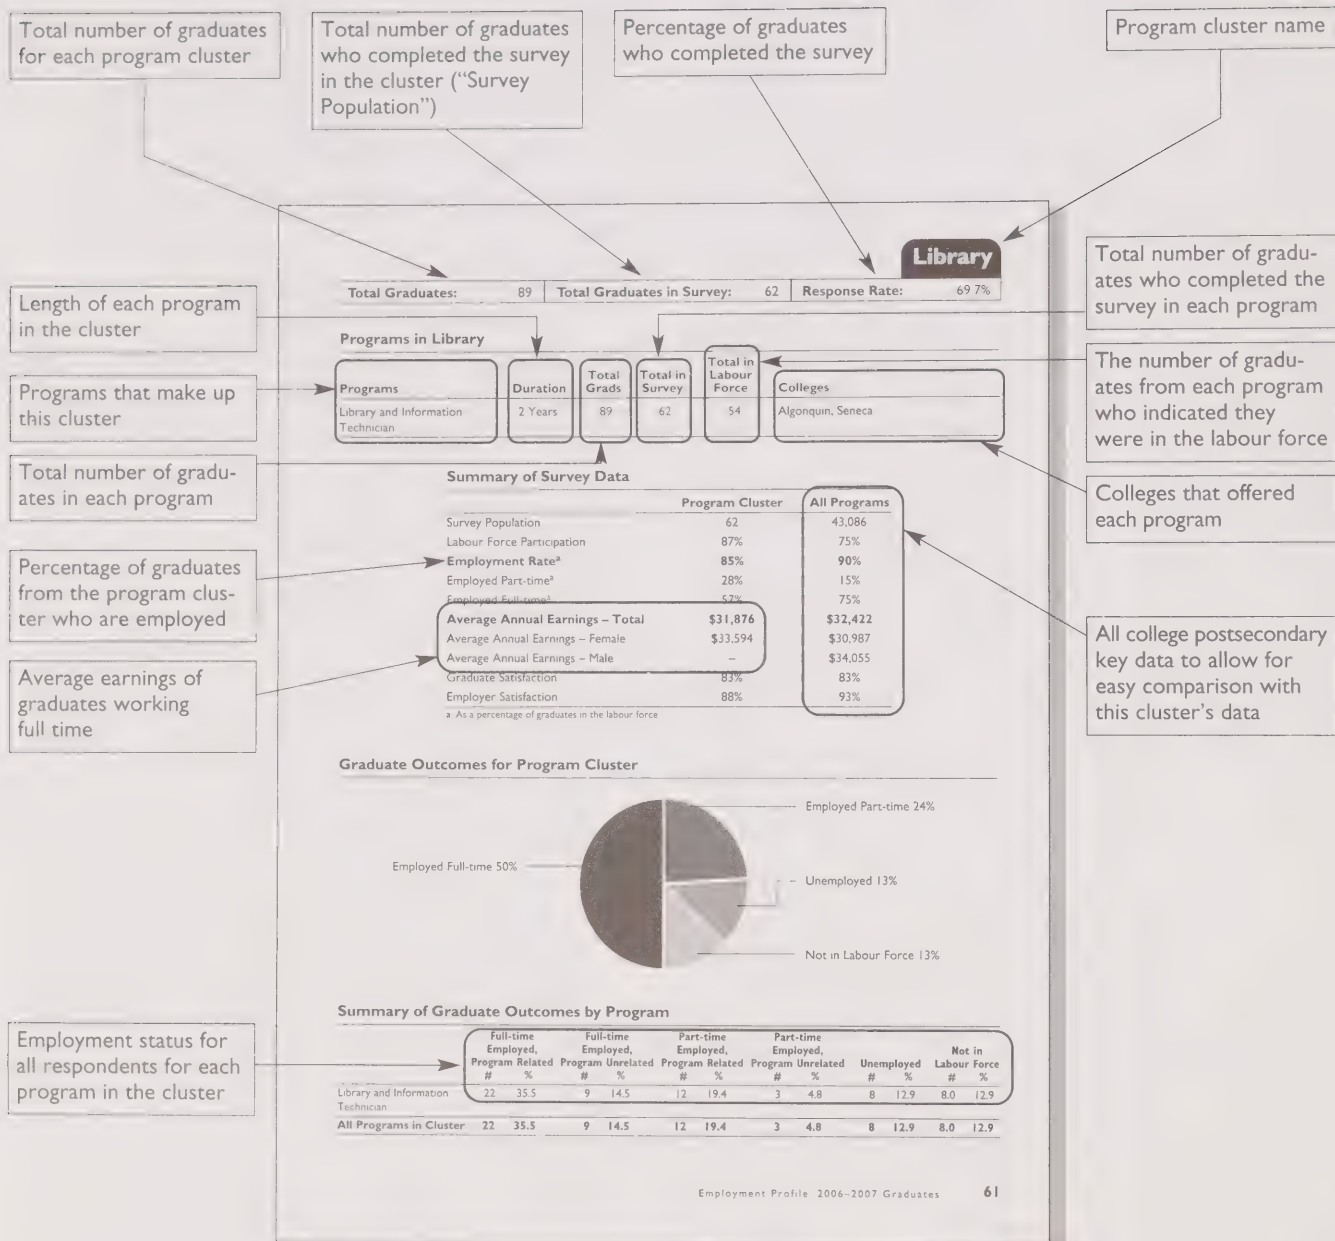 Total number of graduates
for each program cluster
Total number of graduates
who completed the survey
in the cluster (“Survey
Population”)
Percentage of graduates
who completed the survey
Program cluster name
Library
Total Graduates: 89 Total Graduates in Survey: 62 Response Rate: 69 7%
Length of each program
in the cluster
Total number of gradu-
ates who completed the
survey in each program
Programs in Library
Programs that make up
this cluster
Programs Duration Total Grads Total in Survey Total in Labour Force Colleges
Library and Information 2 Years 89 62 54 Algonquin, Seneca
Technician
The number of gradu-
ates from each program
who indicated they
were in the labour force
Total number of gradu-
ates in each program
Colleges that offered
each program
Summary of Survey Data
Program Cluster All Programs
Survey Population 62 43,086
Labour Force Participation 87% 75%
Employment Rateª 85% 90%
Employed Part-timeª 28% 15%
Employed Full-timeª 57% 75%
Average Annual Earnings – Total $31,876 $32,422
Average Annual Earnings – Female $33,594 $30,987
Average Annual Earnings – Male – $34,055
Graduate Satisfaction 83% 83%
Employer Satisfaction 88% 93%
a As a percentage of graduates in the labour force
Percentage of graduates
from the program clus-
ter who are employed
Average earnings of
graduates working
full time
All college postsecondary
key data to allow for
easy comparison with
this cluster’s data
Graduate Outcomes for Program Cluster
Employed Part-time 24%
Employed Full-time 50%
Unemployed 13%
Not in Labour Force 13%
Summary of Graduate Outcomes by Program
Employment status for
all respondents for each
program in the cluster
Full-time Full-time Part-time Part-time
Employed, Employed, Employed, Employed, Not in
Program Related Program Unrelated Program Related Program Unrelated Unemployed Labour Force
# % # % # % # % # % # %
Library and Information 22 35.5 9 14.5 12 19.4 3 4.8 8 12.9 8.0 12.9
Technician
All Programs in Cluster 22 35.5 9 14.5 12 19.4 3 4.8 8 12.9 8.0 12.9
Employment Profile 2006–2007 Graduates 61